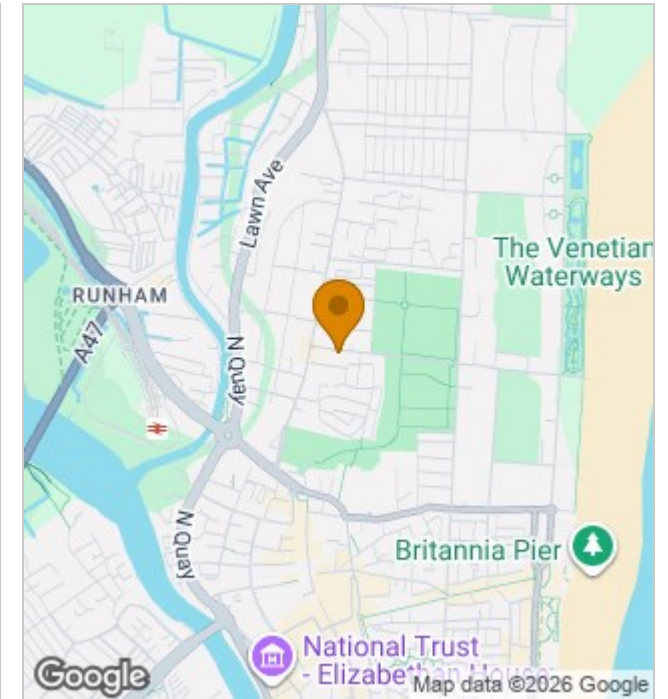 Lawn Ave
The Venetian
Waterways
RUNHAM
A47
N Quay
N Quay
Britannia Pier
National Trust
- Elizabethan House
Google
Map data ©2026 Google